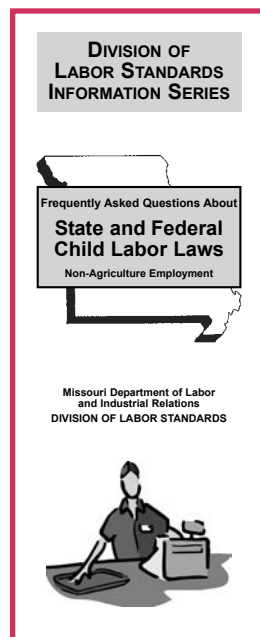 DIVISION OF
LABOR STANDARDS
INFORMATION SERIES
Frequently Asked Questions About
State and Federal
Child Labor Laws
Non-Agriculture Employment
Missouri Department of Labor
and Industrial Relations
DIVISION OF LABOR STANDARDS